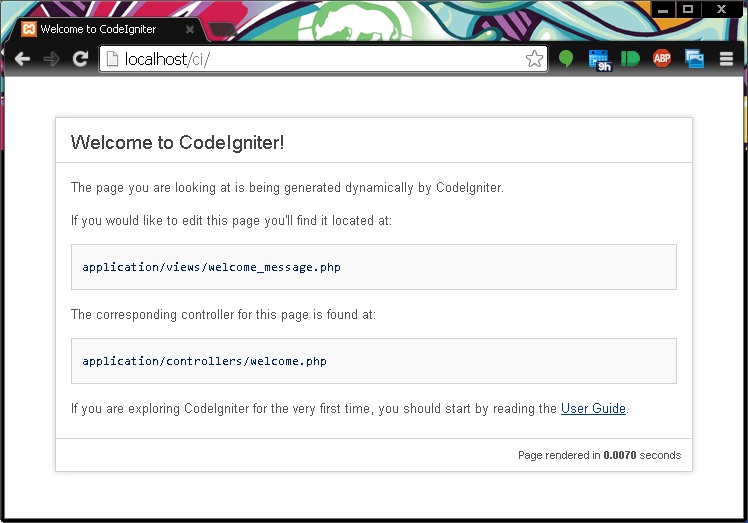 Welcome to CodeIgniter
localhost/ci/
9h
ABP
Welcome to CodeIgniter!
The page you are looking at is being generated dynamically by CodeIgniter.
If you would like to edit this page you'll find it located at:
application/views/welcome_message.php
The corresponding controller for this page is found at:
application/controllers/welcome.php
If you are exploring CodeIgniter for the very first time, you should start by reading the User Guide.
Page rendered in 0.0070 seconds